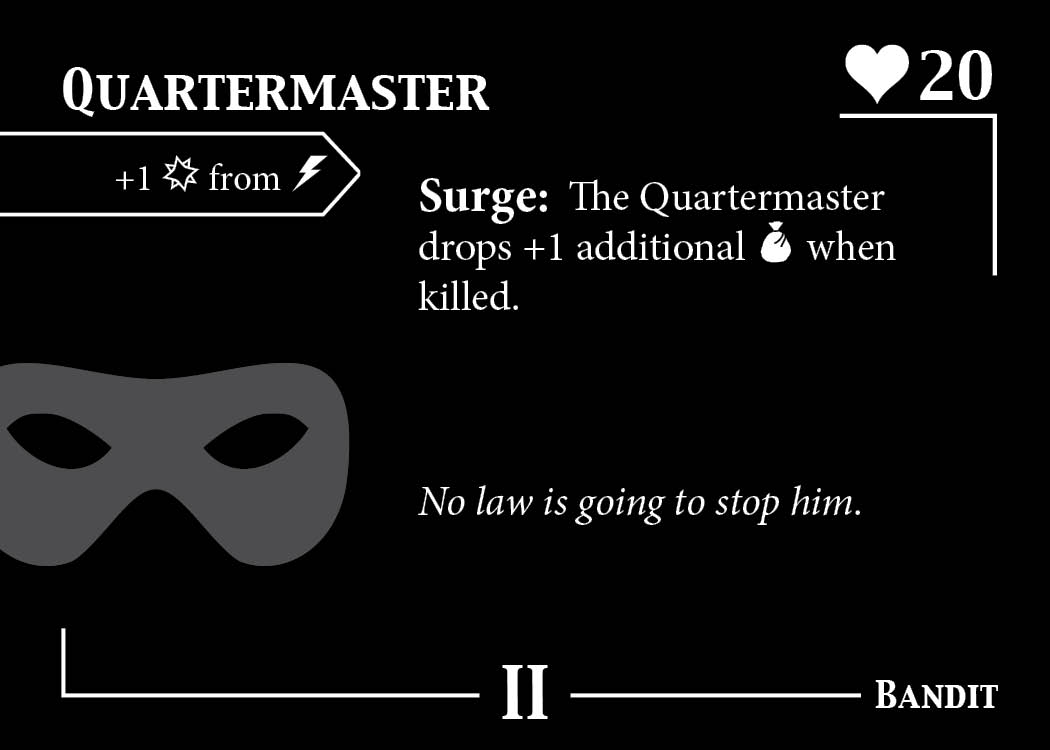 Quartermaster
20
+1 from
Surge: The Quartermaster
drops +1 additional when
killed.
No law is going to stop him.
II
Bandit